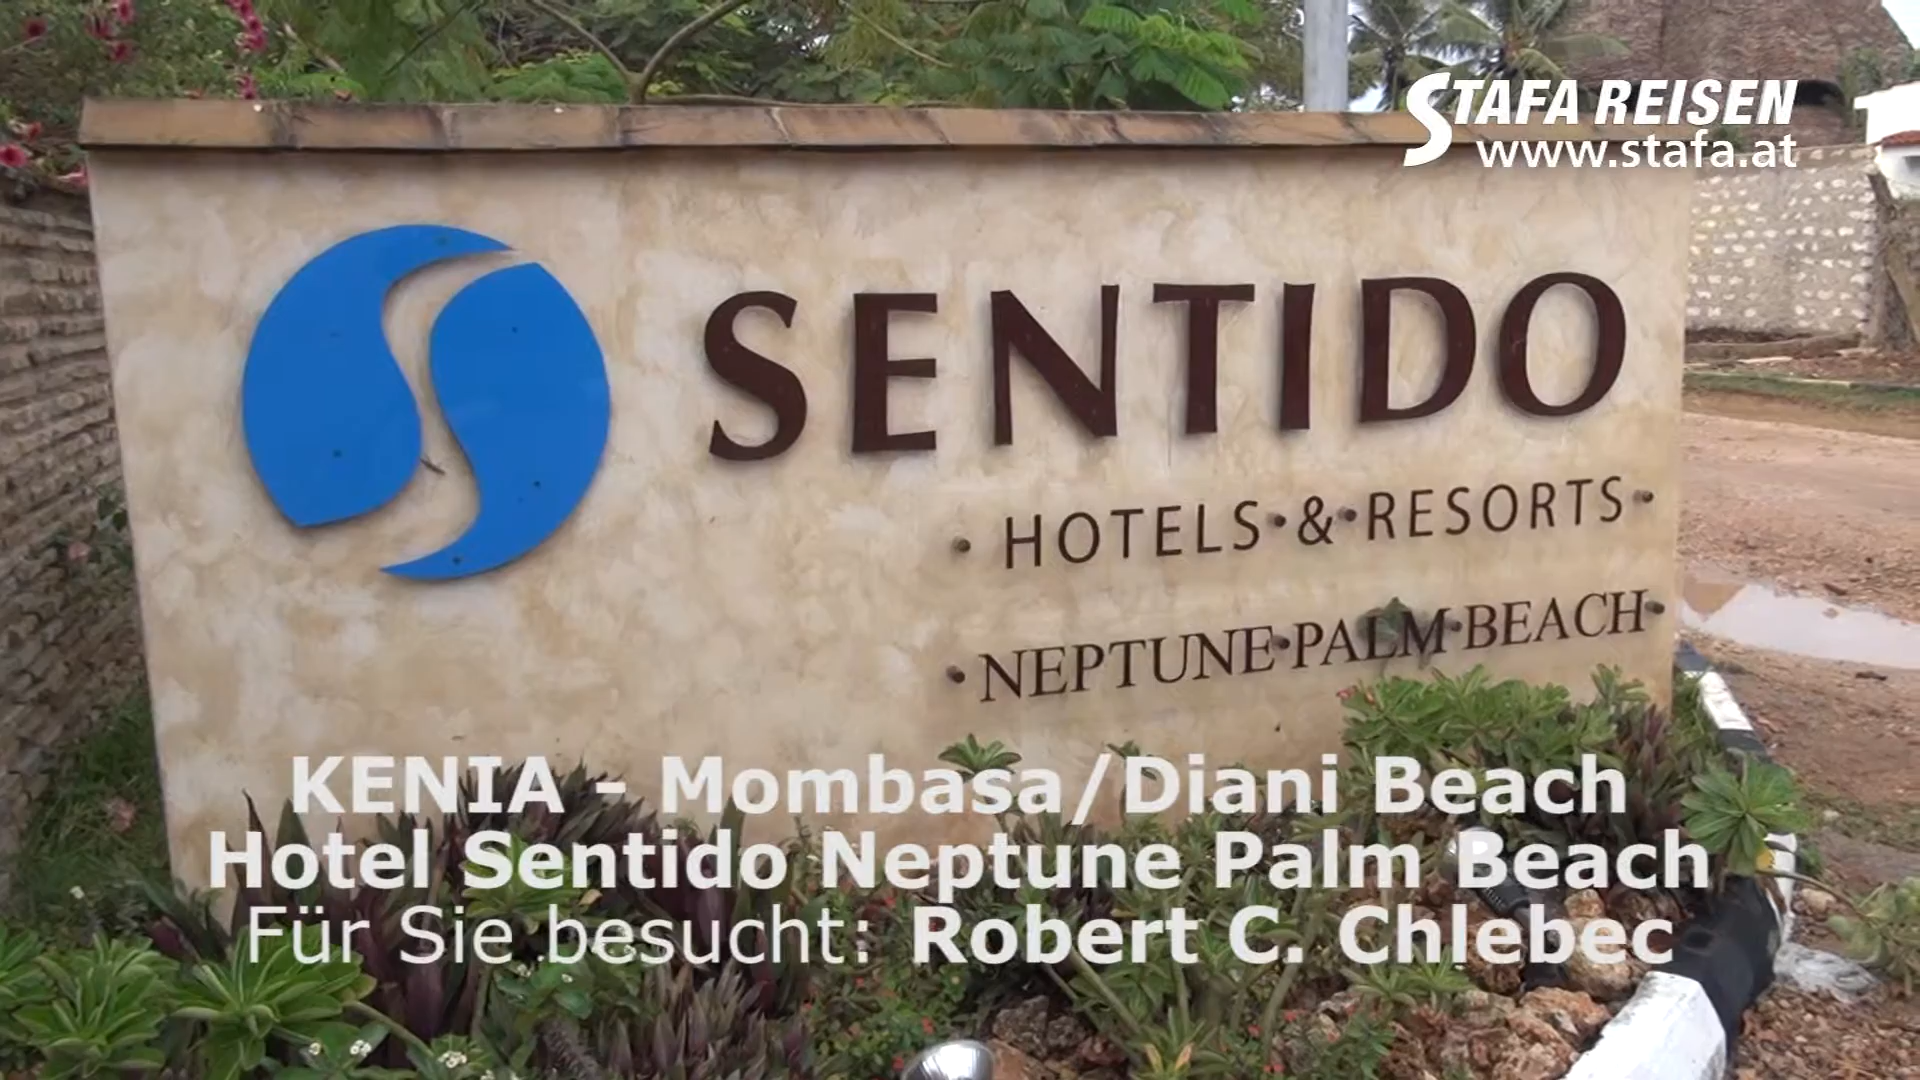 STAFA REISEN
www.stafa.at
SENTIDO
• HOTELS • & • RESORTS •
• NEPTUNE • PALM • BEACH •
KENIA - Mombasa/Diani Beach
Hotel Sentido Neptune Palm Beach
Für Sie besucht: Robert C. Chlebec